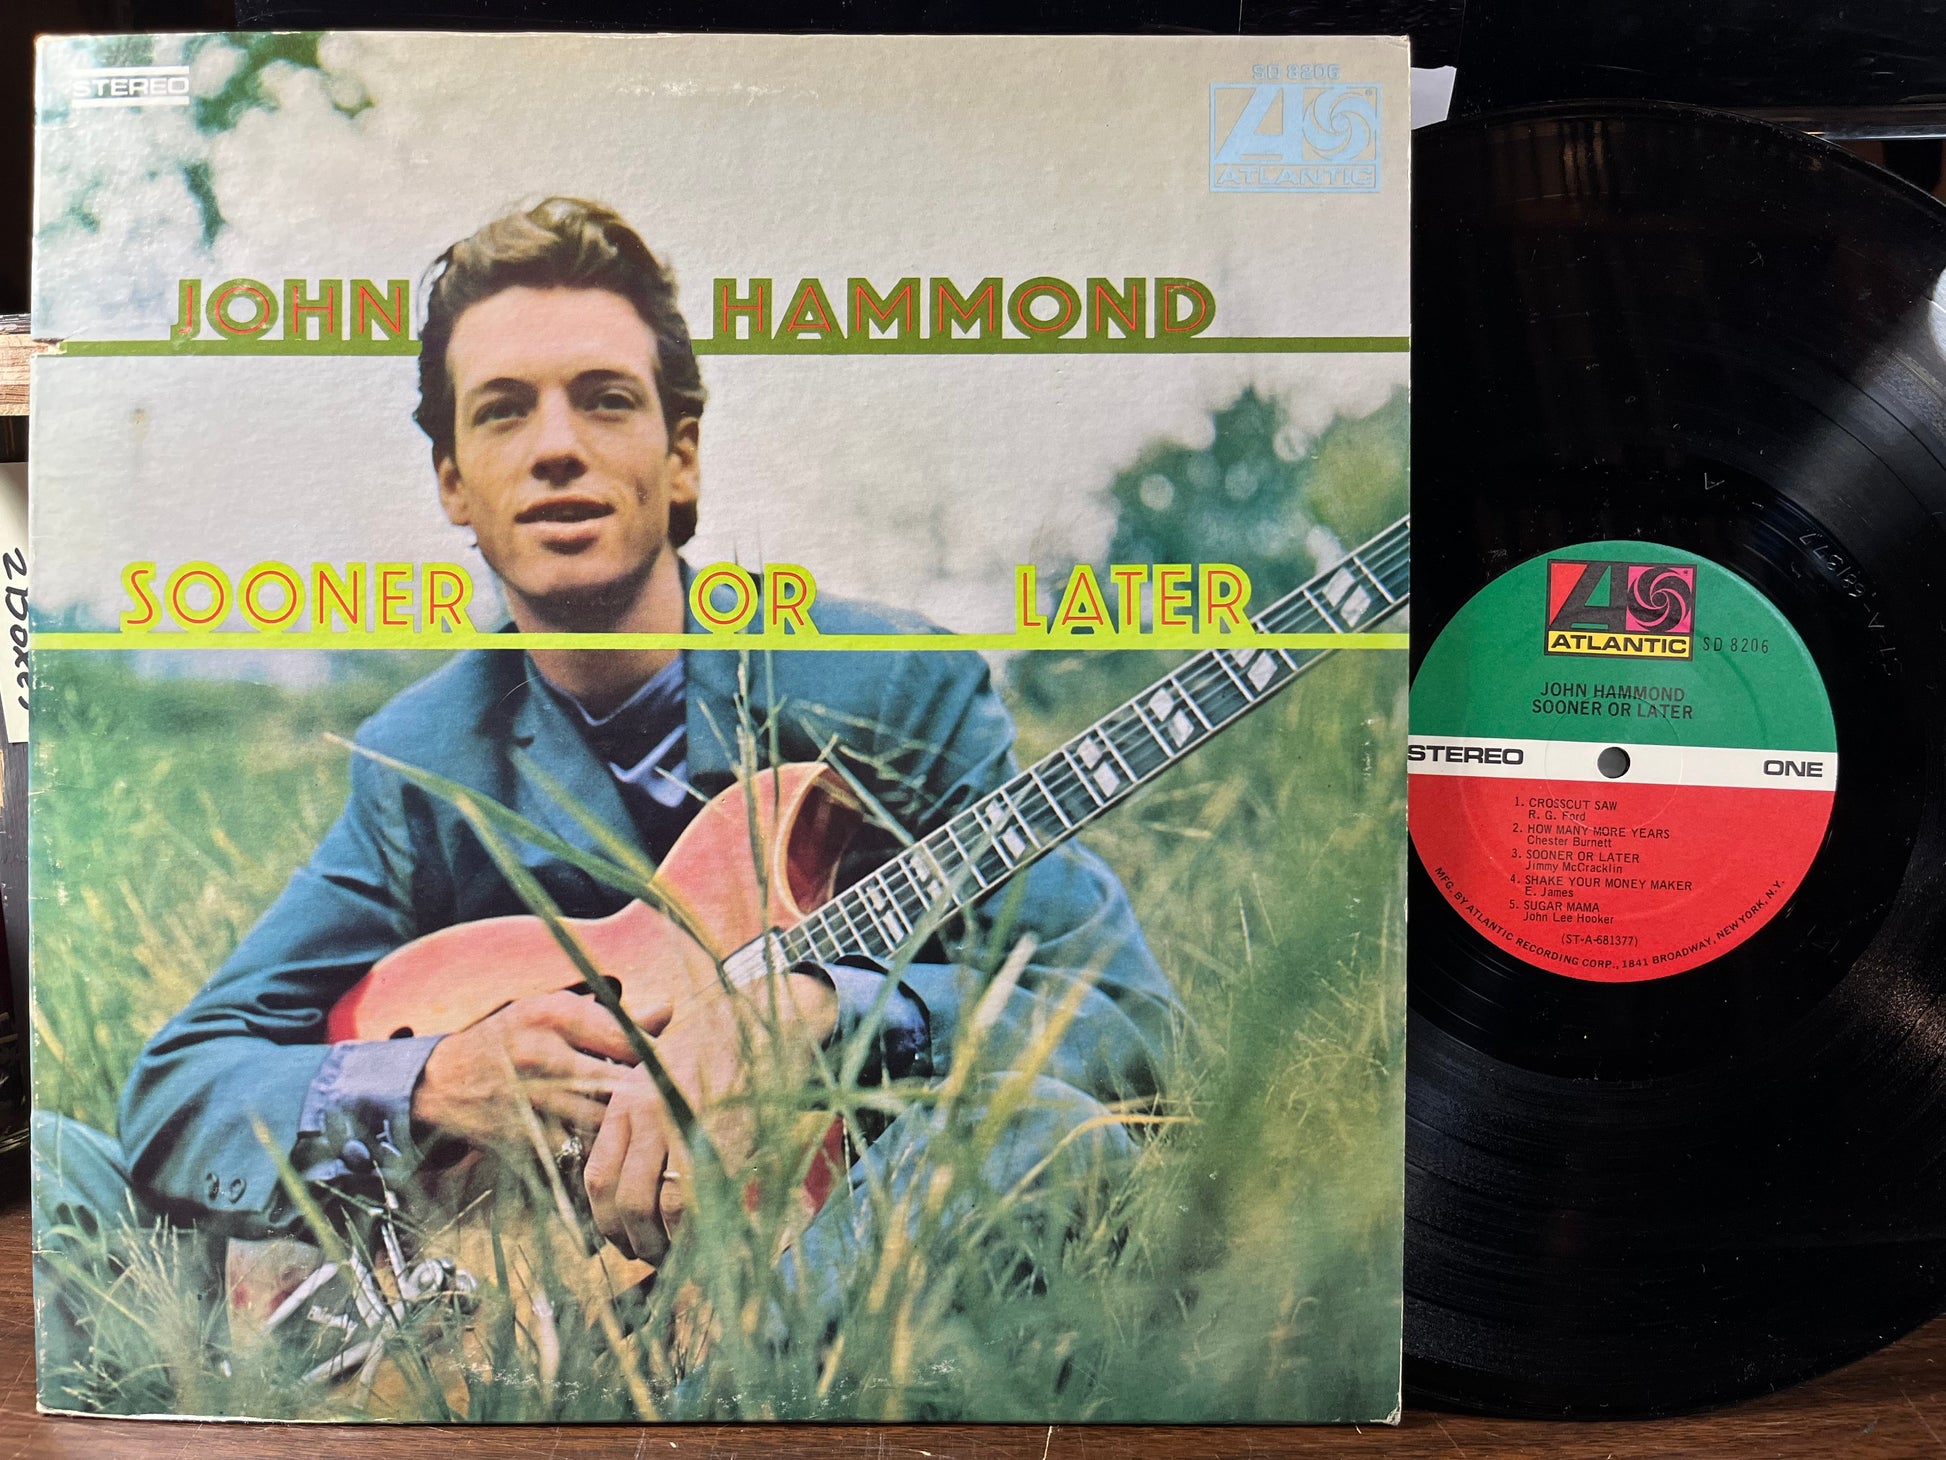 STEREO
SD 8206
ATLANTIC
JOHN HAMMOND
SOONER OR LATER
ATLANTIC
SD 8206
JOHN HAMMOND
SOONER OR LATER
STEREO
ONE
1. CROSSCUT SAW
R. G. Ford
2. HOW MANY MORE YEARS
Chester Burnett
3. SOONER OR LATER
Jimmy McCracklin
4. SHAKE YOUR MONEY MAKER
E. James
5. SUGAR MAMA
John Lee Hooker
(ST-A-681377)
MFG. BY ATLANTIC RECORDING CORP., 1841 BROADWAY, NEW YORK, N.Y.
ST-A-681377